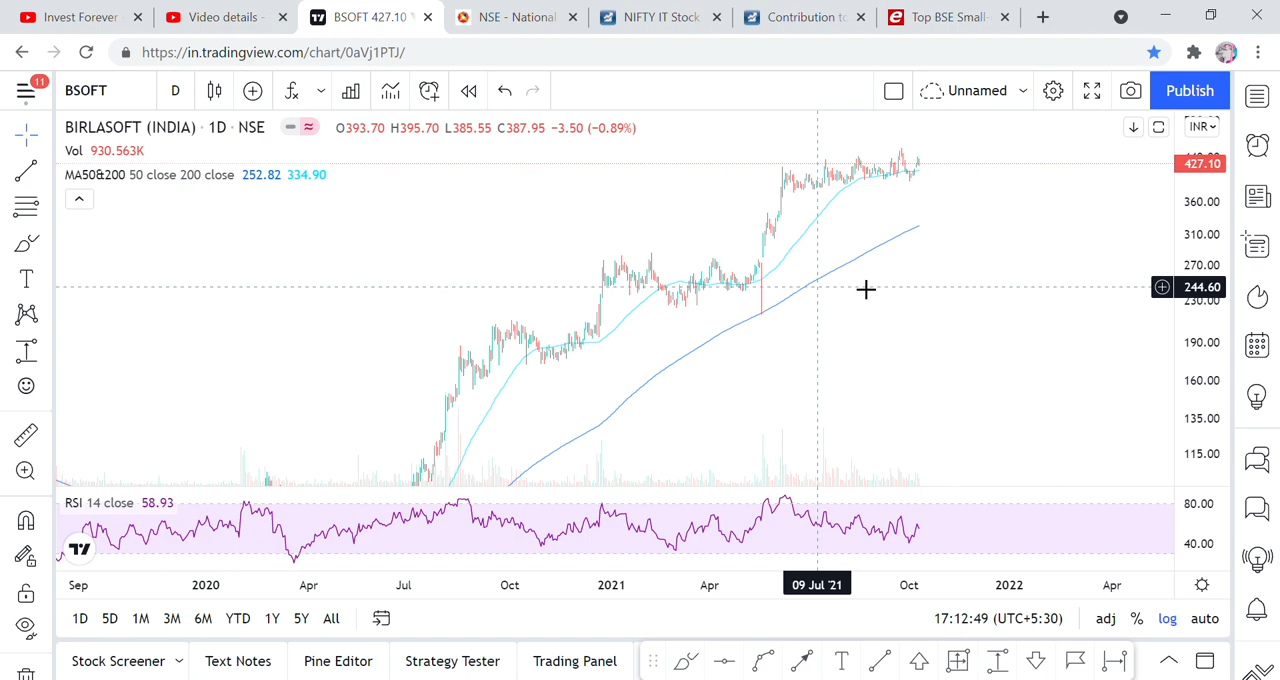 Invest Forever
Video details -
BSOFT 427.10
NSE - National
NIFTY IT Stock
Contribution to
Top BSE Small-
https://in.tradingview.com/chart/0aVj1PTJ/
11
BSOFT
D
Unnamed
Publish
BIRLASOFT (INDIA) · 1D · NSE
O393.70 H395.70 L385.55 C387.95 −3.50 (−0.89%)
INR
Vol 930.563K
427.10
MA50&200 50 close 200 close 252.82 334.90
360.00
310.00
270.00
244.60
230.00
190.00
160.00
135.00
115.00
RSI 14 close 58.93
80.00
40.00
Sep 2020 Apr Jul Oct 2021 Apr 09 Jul '21 Oct 2022 Apr
1D 5D 1M 3M 6M YTD 1Y 5Y All
17:12:49 (UTC+5:30)
adj % log auto
Stock Screener
Text Notes
Pine Editor
Strategy Tester
Trading Panel